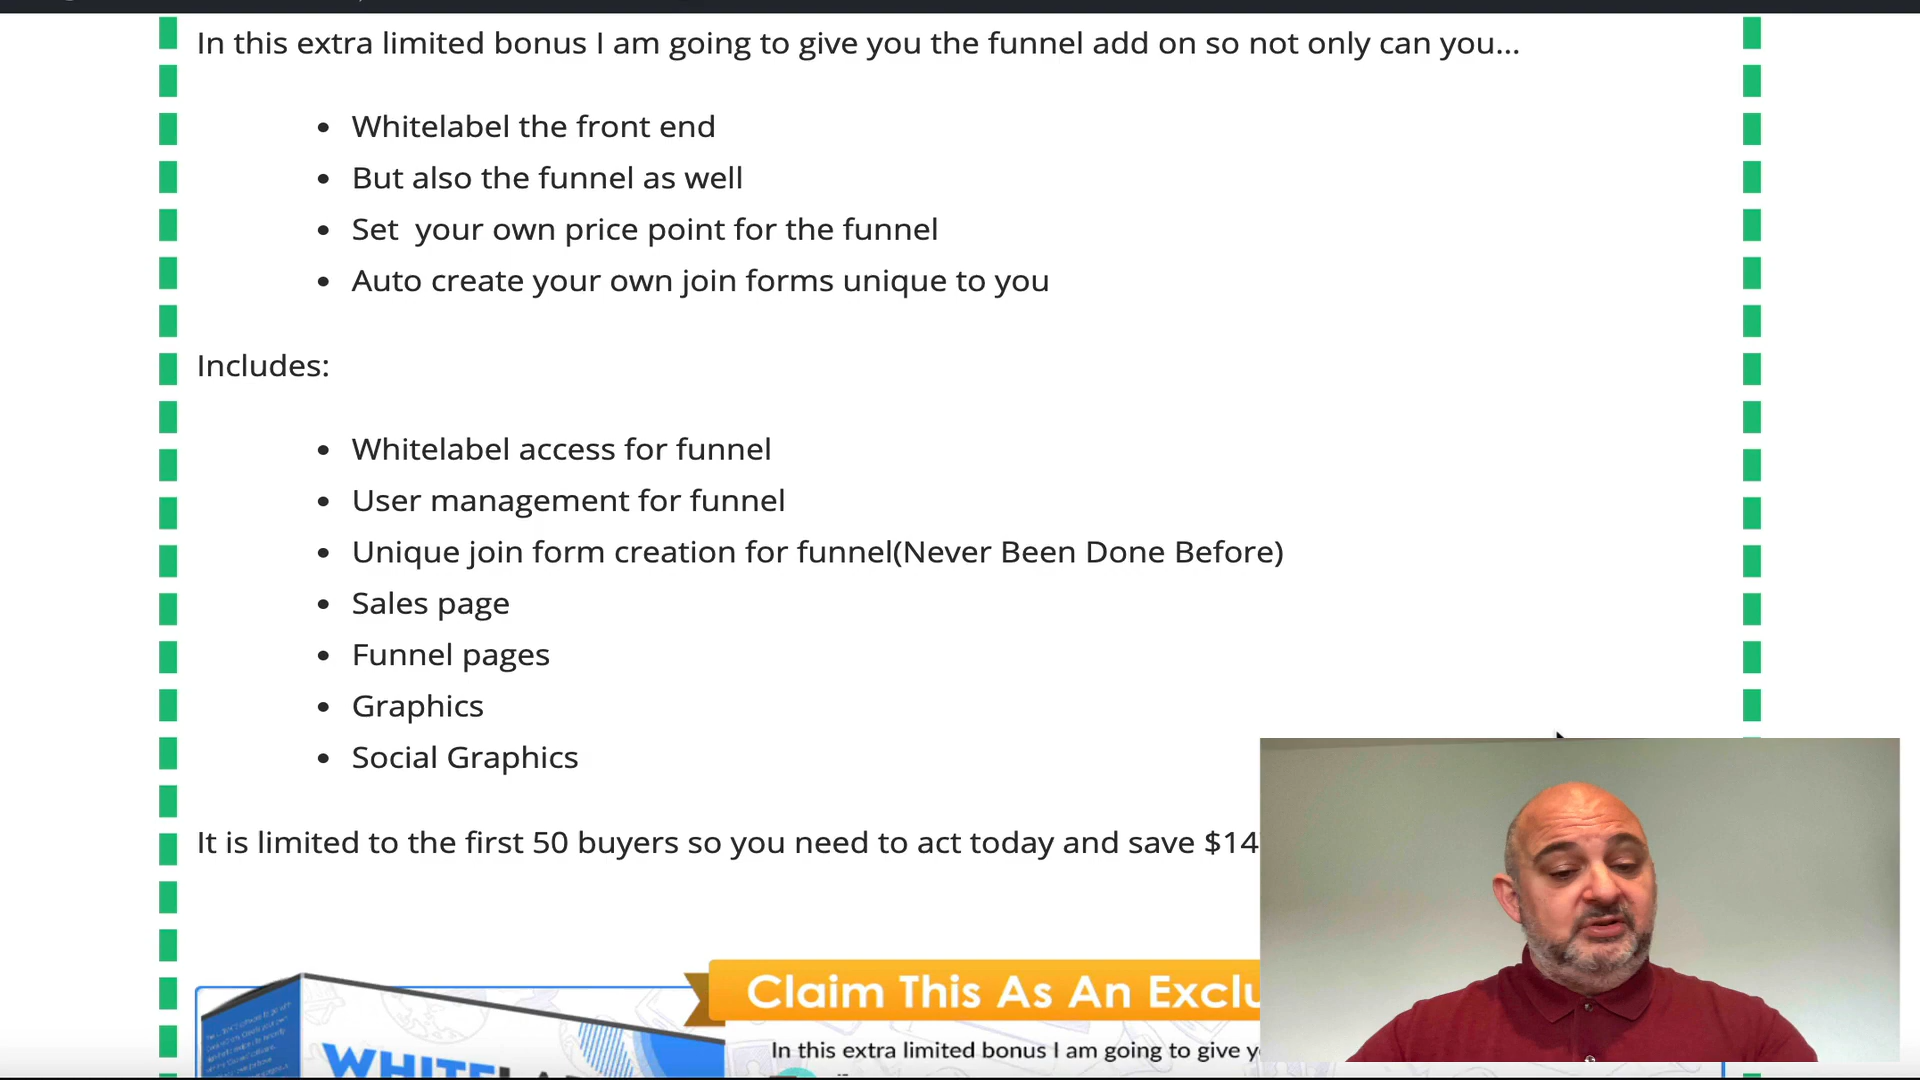 In this extra limited bonus I am going to give you the funnel add on so not only can you...
• Whitelabel the front end
• But also the funnel as well
• Set  your own price point for the funnel
• Auto create your own join forms unique to you
Includes:
• Whitelabel access for funnel
• User management for funnel
• Unique join form creation for funnel(Never Been Done Before)
• Sales page
• Funnel pages
• Graphics
• Social Graphics
It is limited to the first 50 buyers so you need to act today and save $14
Claim This As An Exclu
In this extra limited bonus I am going to give y
WHITELA